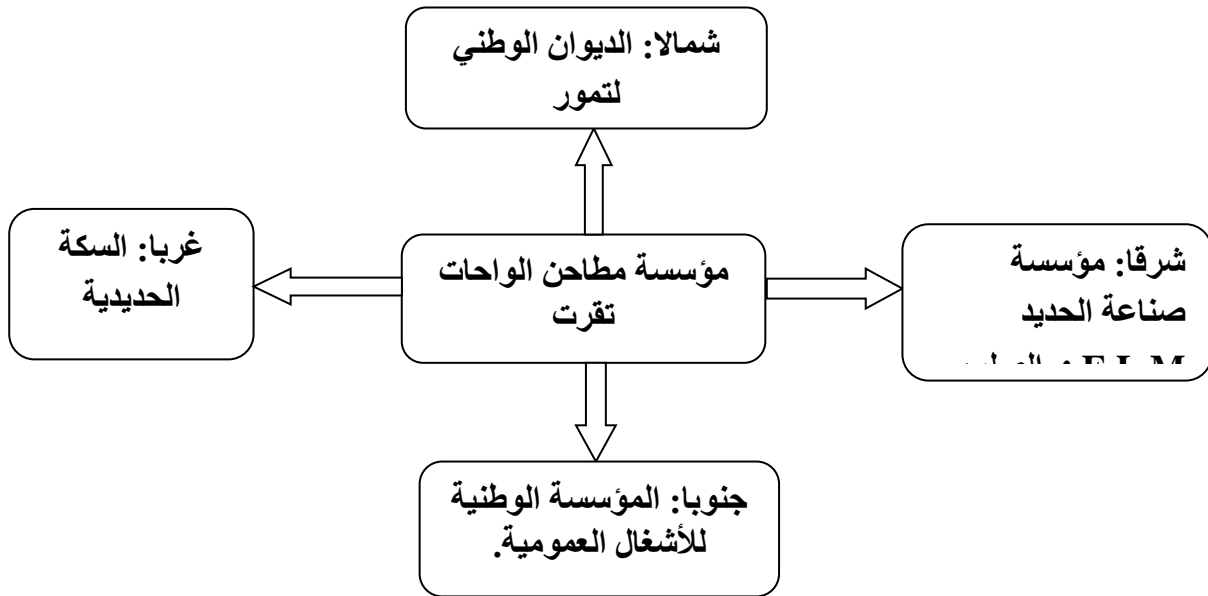 شمالا: الديوان الوطني
لتمور
غربا: السكة
الحديدية
مؤسسة مطاحن الواحات
تقرت
شرقا: مؤسسة
صناعة الحديد
جنوبا: المؤسسة الوطنية
للأشغال العمومية.